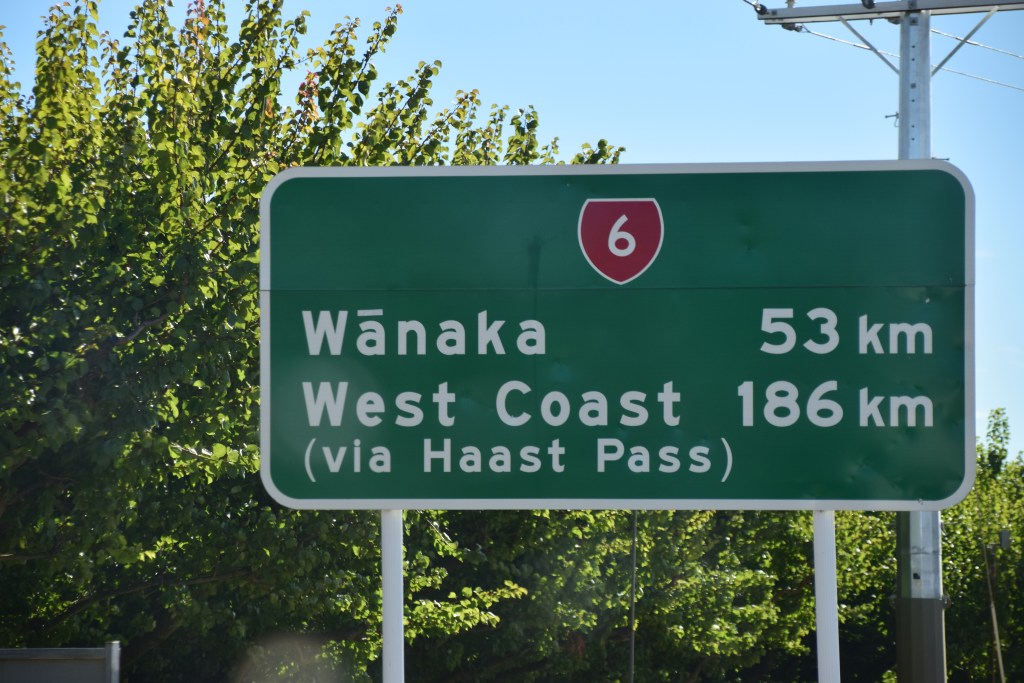 6
Wānaka 53 km
West Coast 186 km
(via Haast Pass)